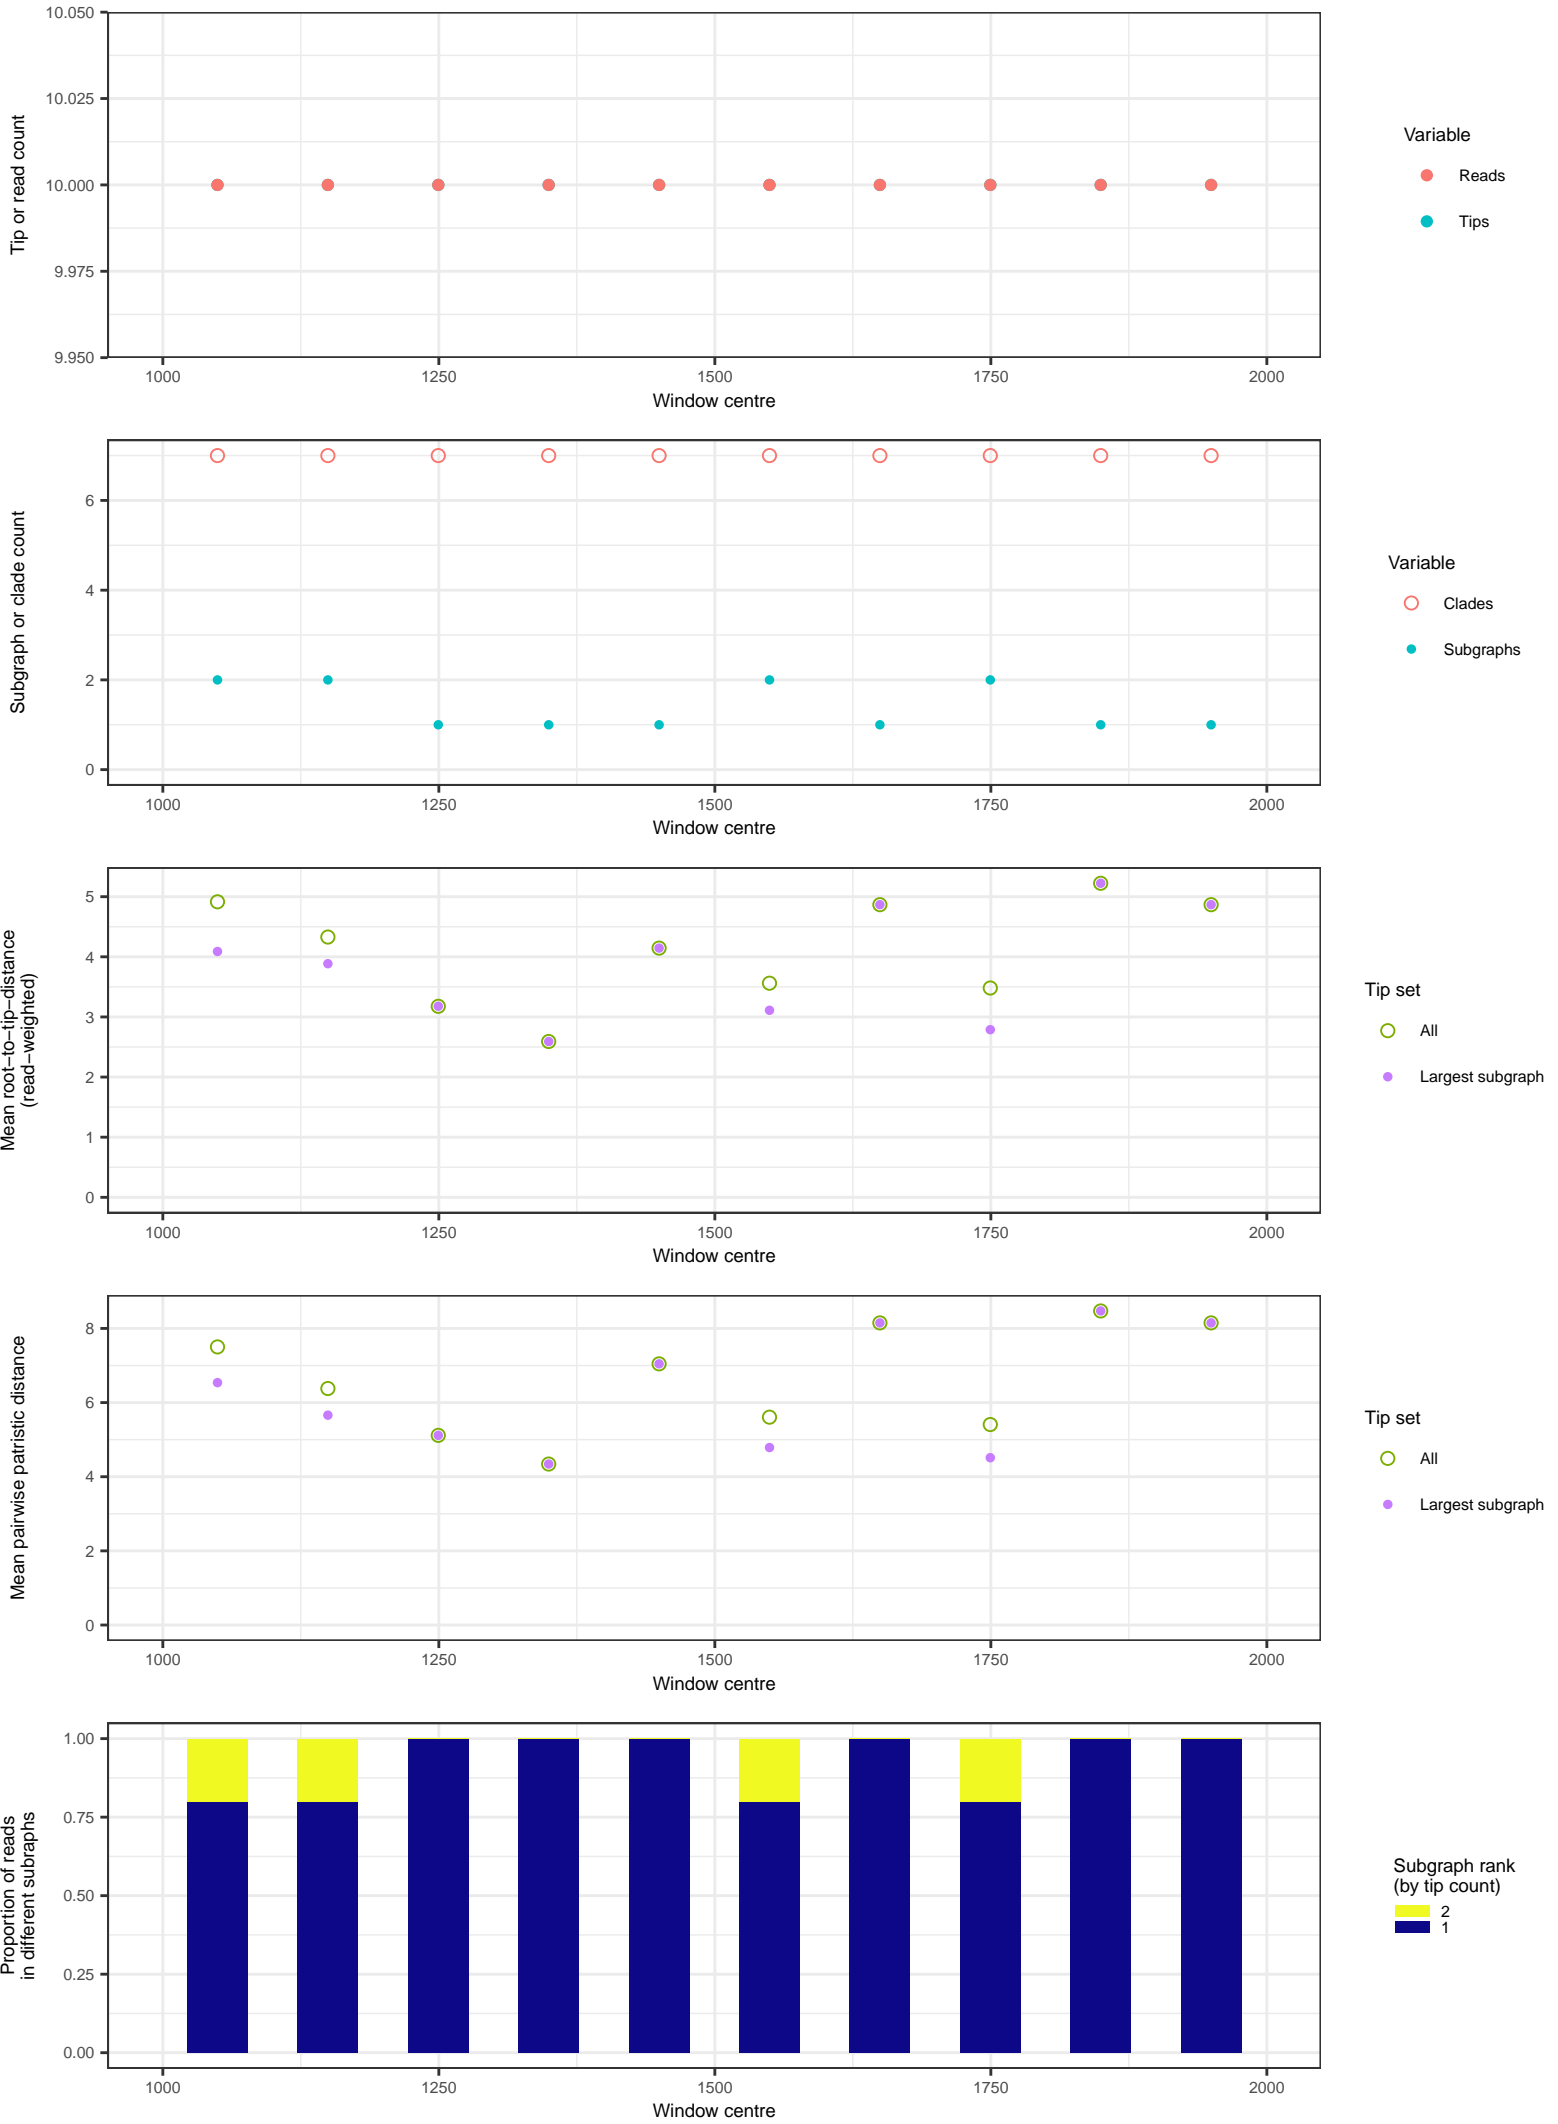 10.050
10.025
10.000
9.975
9.950
Tip or read count
1000 1250 1500 1750 2000
Window centre
Variable
Reads
Tips
6
4
2
0
Subgraph or clade count
1000 1250 1500 1750 2000
Window centre
Variable
Clades
Subgraphs
5
4
3
2
1
0
Mean root−to−tip−distance
(read−weighted)
1000 1250 1500 1750 2000
Window centre
Tip set
All
Largest subgraph
8
6
4
2
0
Mean pairwise patristic distance
1000 1250 1500 1750 2000
Window centre
Tip set
All
Largest subgraph
1.00
0.75
0.50
0.25
0.00
Proportion of reads
in different subraphs
1000 1250 1500 1750 2000
Window centre
Subgraph rank
(by tip count)
2
1